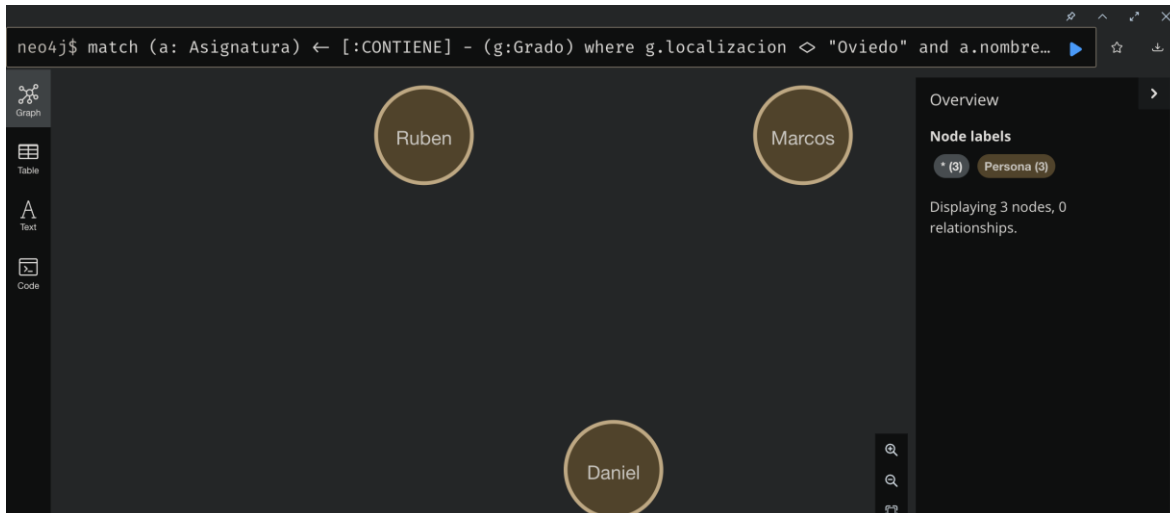 neo4j$ match (a: Asignatura) ← [:CONTIENE] - (g:Grado) where g.localizacion <> "Oviedo" and a.nombre…
Graph
Table
Text
Code
Ruben
Marcos
Daniel
Overview
Node labels
* (3) Persona (3)
Displaying 3 nodes, 0
relationships.